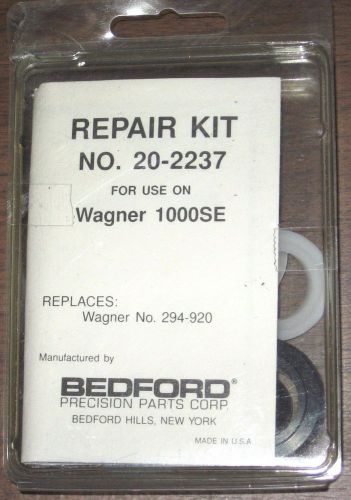 REPAIR KIT
NO. 20-2237
FOR USE ON
Wagner 1000SE
REPLACES:
Wagner No. 294-920
Manufactured by
BEDFORD®
PRECISION PARTS CORP.
BEDFORD HILLS, NEW YORK
MADE IN U.S.A